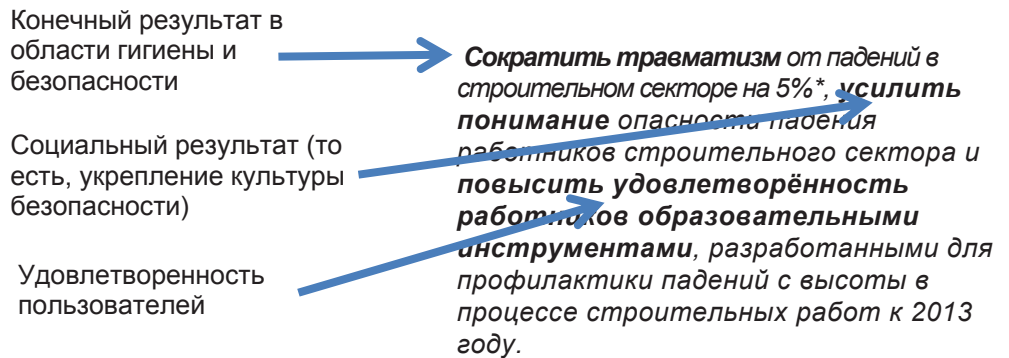 Конечный результат в
области гигиены и
безопасности
Социальный результат (то
есть, укрепление культуры
безопасности)
Удовлетворенность
пользователей
Сократить травматизм от падений в
строительном секторе на 5%*, усилить
понимание опасности падения
работников строительного сектора и
повысить удовлетворённость
работников образовательными
инструментами, разработанными для
профилактики падений с высоты в
процессе строительных работ к 2013
году.